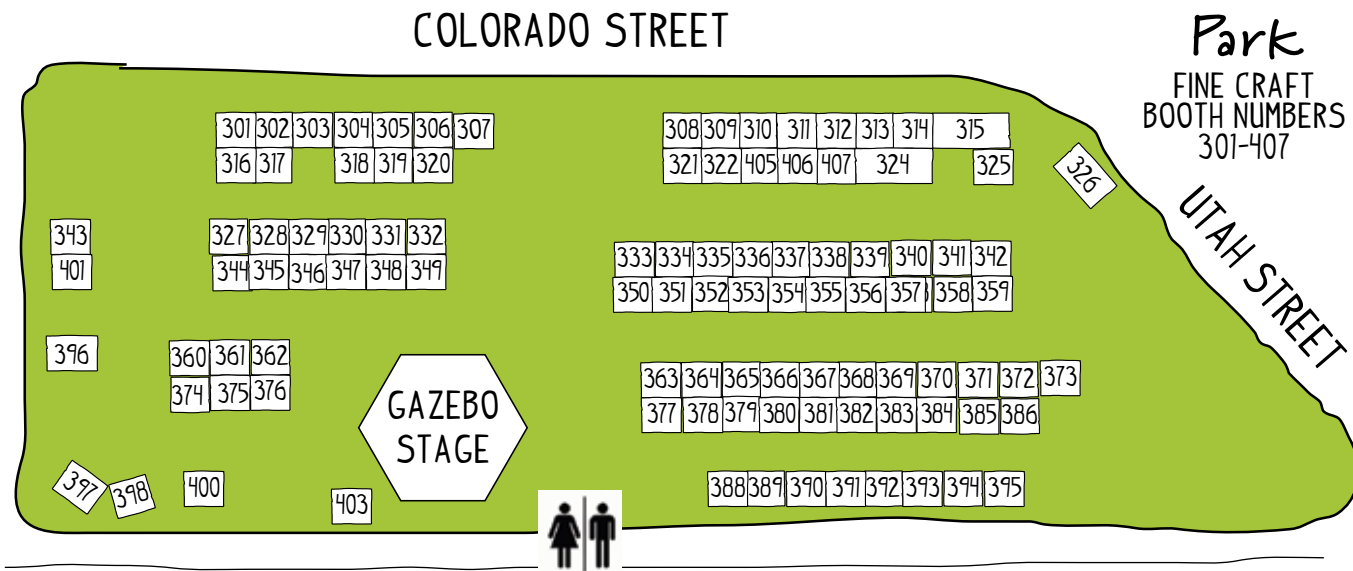 COLORADO STREET
Park
FINE CRAFT
BOOTH NUMBERS
301-407
301 302 303 304 305 306 307
308 309 310 311 312 313 314 315
316 317 318 319 320
321 322 405 406 407 324 325
326
UTAH STREET
343
401
327 328 329 330 331 332
344 345 346 347 348 349
333 334 335 336 337 338 339 340 341 342
350 351 352 353 354 355 356 357 358 359
396
360 361 362
374 375 376
GAZEBO
STAGE
363 364 365 366 367 368 369 370 371 372 373
377 378 379 380 381 382 383 384 385 386
397 398 400 403
388 389 390 391 392 393 394 395